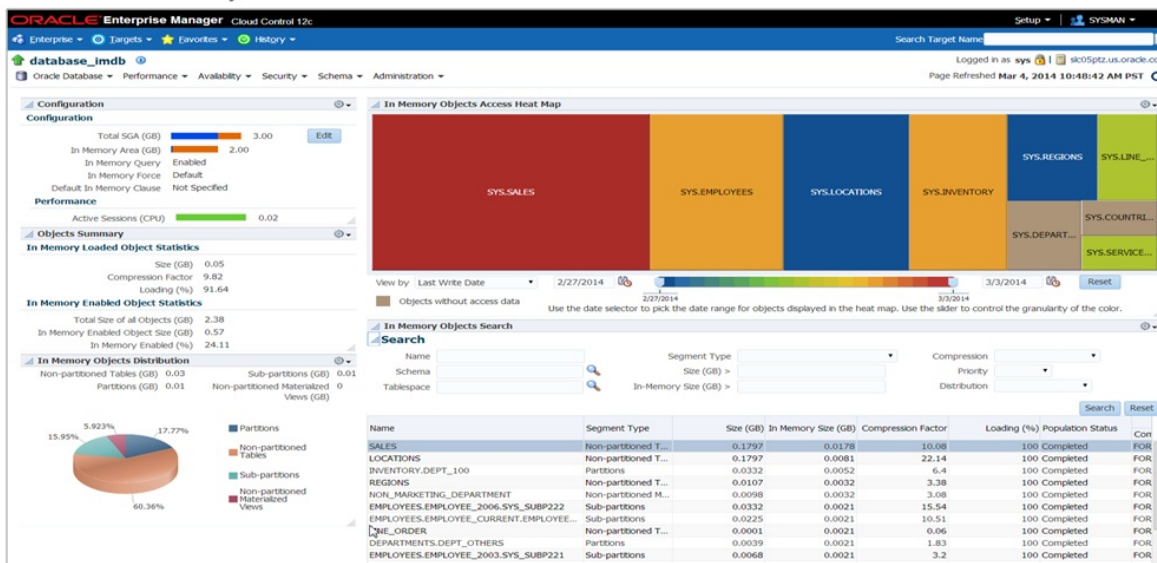 ORACLE Enterprise Manager Cloud Control 12c
Setup
SYSMAN
Enterprise
Targets
Favorites
History
Search Target Name
database_imdb
Logged in as sys
slc05ptz.us.oracle.co
Oracle Database
Performance
Availability
Security
Schema
Administration
Page Refreshed Mar 4, 2014 10:48:42 AM PST
Configuration
Configuration
Total SGA (GB) 3.00
Edit
In Memory Area (GB) 2.00
In Memory Query Enabled
In Memory Force Default
Default In Memory Clause Not Specified
Performance
Active Sessions (CPU) 0.02
Objects Summary
In Memory Loaded Object Statistics
Size (GB) 0.05
Compression Factor 9.82
Loading (%) 91.64
In Memory Enabled Object Statistics
Total Size of all Objects (GB) 2.38
In Memory Enabled Object Size (GB) 0.57
In Memory Enabled (%) 24.11
In Memory Objects Distribution
Non-partitioned Tables (GB) 0.03
Sub-partitions (GB) 0.01
Partitions (GB) 0.01
Non-partitioned Materialized Views (GB) 0
5.923%
17.77%
15.95%
60.36%
Partitions
Non-partitioned Tables
Sub-partitions
Non-partitioned Materialized Views
In Memory Objects Access Heat Map
SYS.SALES
SYS.EMPLOYEES
SYS.LOCATIONS
SYS.INVENTORY
SYS.REGIONS
SYS.LINE_...
SYS.DEPART...
SYS.COUNTRI...
SYS.SERVICE...
View by Last Write Date
2/27/2014
3/3/2014
Reset
Objects without access data
2/27/2014
3/3/2014
Use the date selector to pick the date range for objects displayed in the heat map. Use the slider to control the granularity of the color.
In Memory Objects Search
Search
Name
Segment Type
Compression
Schema
Size (GB) >
Priority
Tablespace
In-Memory Size (GB) >
Distribution
Search
Reset
Name Segment Type Size (GB) In Memory Size (GB) Compression Factor Loading (%) Population Status Com
SALES Non-partitioned T... 0.1797 0.0178 10.08 100 Completed FOR
LOCATIONS Non-partitioned T... 0.1797 0.0081 22.14 100 Completed FOR
INVENTORY.DEPT_100 Partitions 0.0332 0.0052 6.4 100 Completed FOR
REGIONS Non-partitioned T... 0.0107 0.0032 3.38 100 Completed FOR
NON_MARKETING_DEPARTMENT Non-partitioned M... 0.0098 0.0032 3.08 100 Completed FOR
EMPLOYEES.EMPLOYEE_2006.SYS_SUBP222 Sub-partitions 0.0332 0.0021 15.54 100 Completed FOR
EMPLOYEES.EMPLOYEE_CURRENT.EMPLOYEE... Sub-partitions 0.0225 0.0021 10.51 100 Completed FOR
NE_ORDER Non-partitioned T... 0.0001 0.0021 0.06 100 Completed FOR
DEPARTMENTS.DEPT_OTHERS Partitions 0.0039 0.0021 1.83 100 Completed FOR
EMPLOYEES.EMPLOYEE_2003.SYS_SUBP221 Sub-partitions 0.0068 0.0021 3.2 100 Completed FOR